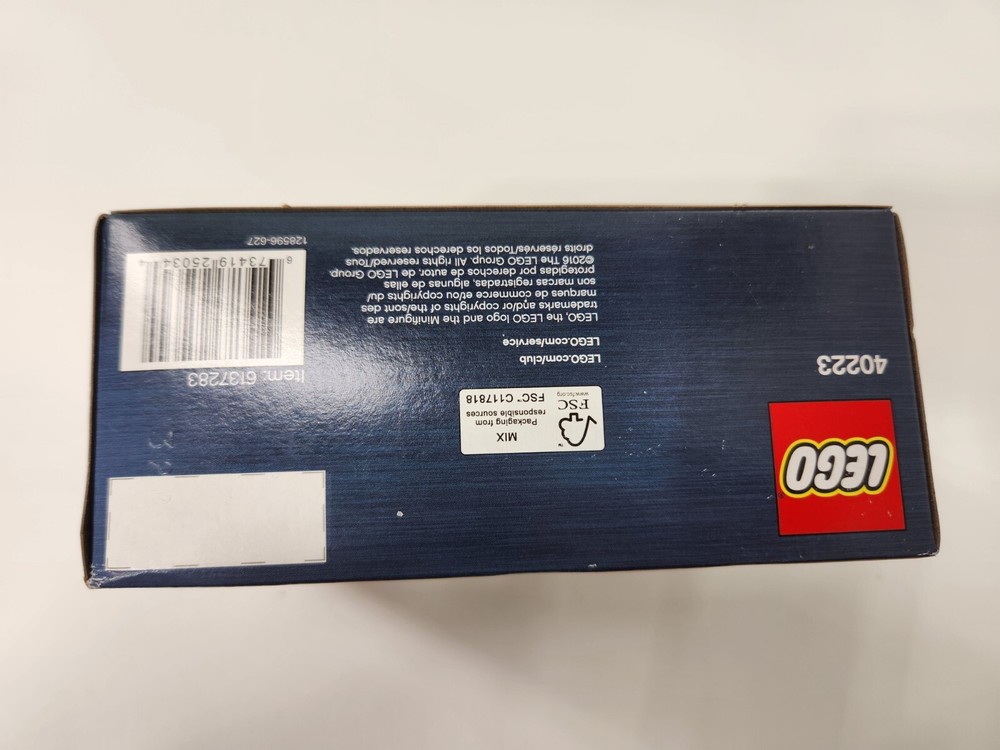 LEGO
40223
MIX
Packaging from
responsible sources
FSC™ C117818
FSC
www.fsc.org
LEGO.com/club
LEGO.com/service
LEGO, the LEGO logo and the Minifigure are
trademarks and/or copyrights of the/sont des
marques de commerce et/ou copyrights du/
son marcas registradas, algunas de ellas
protegidas por derechos de autor, de LEGO Group.
©2016 The LEGO Group. All rights reserved/Tous
droits réservés/Todos los derechos reservados.
Item: 6137283
6 73419 25034
128596-627